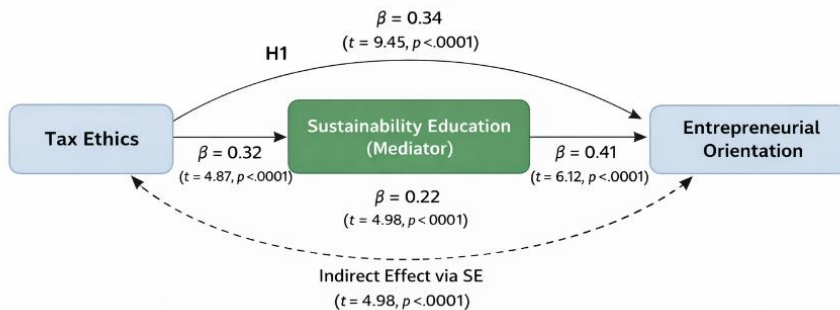 β = 0.34
(t = 9.45, p <.0001)
H1
Tax Ethics
Sustainability Education
(Mediator)
Entrepreneurial
Orientation
β = 0.32
(t = 4.87, p <.0001)
β = 0.41
(t = 6.12, p <.0001)
β = 0.22
(t = 4.98, p <0001)
Indirect Effect via SE
(t = 4.98, p <.0001)